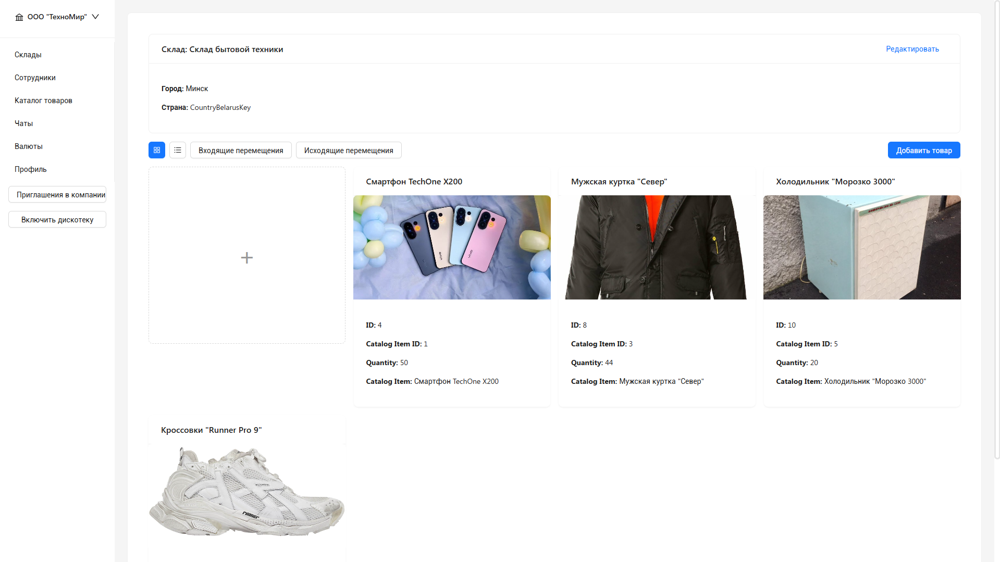 ООО "ТехноМир"
Склады
Сотрудники
Каталог товаров
Чаты
Валюты
Профиль
Приглашения в компании
Включить дискотеку
Склад: Склад бытовой техники
Редактировать
Город: Минск
Страна: CountryBelarusKey
Входящие перемещения
Исходящие перемещения
Добавить товар
Смартфон TechOne X200
vivo
vivo
ID: 4
Catalog Item ID: 1
Quantity: 50
Catalog Item: Смартфон TechOne X200
Мужская куртка "Север"
ID: 8
Catalog Item ID: 3
Quantity: 44
Catalog Item: Мужская куртка "Север"
Холодильник "Морозко 3000"
ID: 10
Catalog Item ID: 5
Quantity: 20
Catalog Item: Холодильник "Морозко 3000"
Кроссовки "Runner Pro 9"
runner